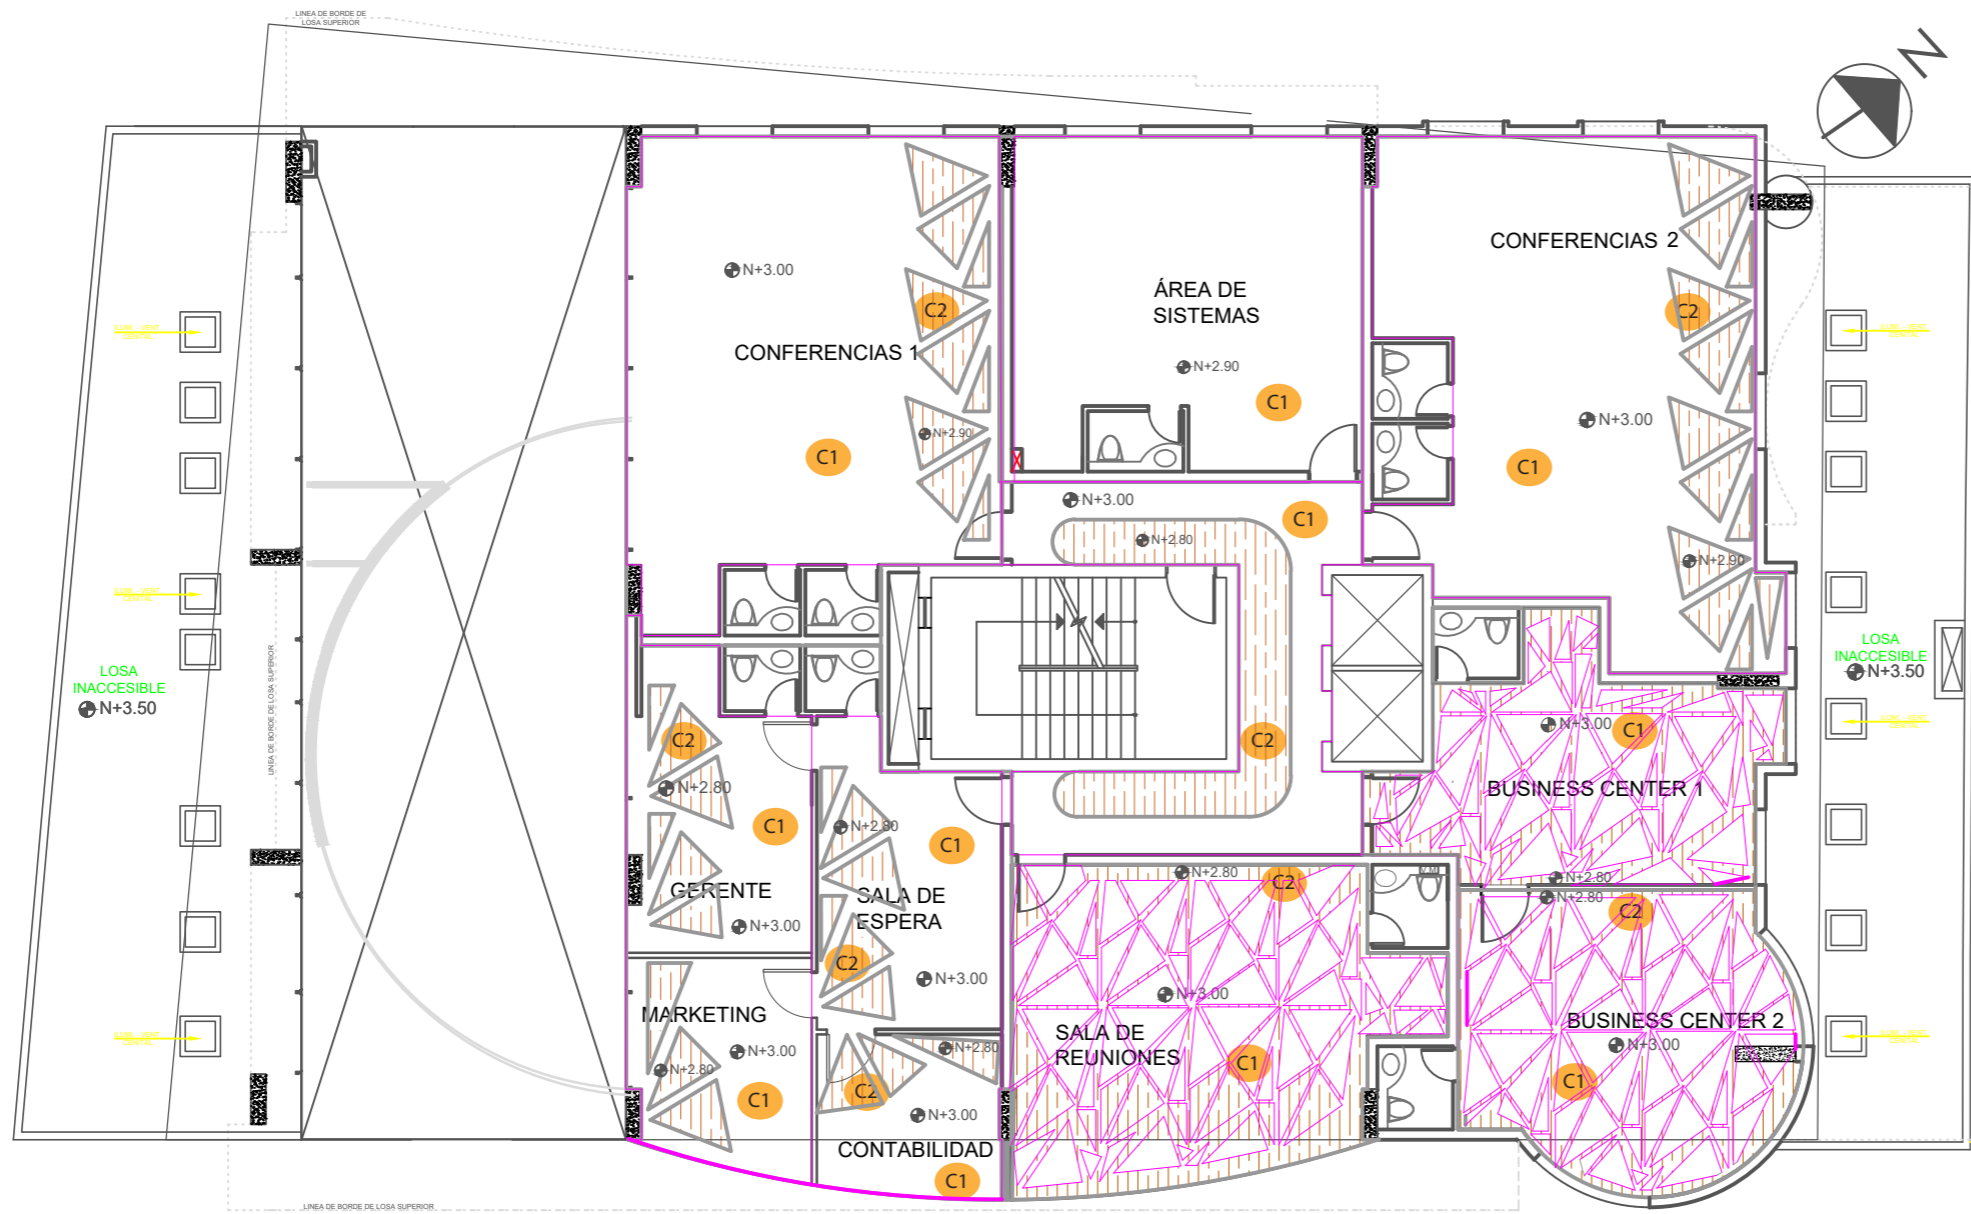 LINEA DE BORDE DE
LOSA SUPERIOR
N
CONFERENCIAS 2
N+3.00
ÁREA DE
SISTEMAS
C2
C2
CONFERENCIAS 1
N+2.90
C1
N+3.00
N+2.90
C1
C1
N+3.00
C1
N+2.80
N+2.90
LOSA
INACCESIBLE
N+3.50
LOSA
INACCESIBLE
N+3.50
LINEA DE BORDE DE LOSA SUPERIOR
C2
C2
N+3.00
C1
N+2.80
BUSINESS CENTER 1
C1
N+2.80
C1
GERENTE
SALA DE
ESPERA
N+2.80
C2
N+2.80
N+2.80
C2
N+3.00
C2
N+3.00
N+3.00
MARKETING
N+3.00
N+2.80
C1
C2
N+2.80
N+3.00
SALA DE
REUNIONES
C1
BUSINESS CENTER 2
N+3.00
C1
CONTABILIDAD
C1
LINEA DE BORDE DE LOSA SUPERIOR